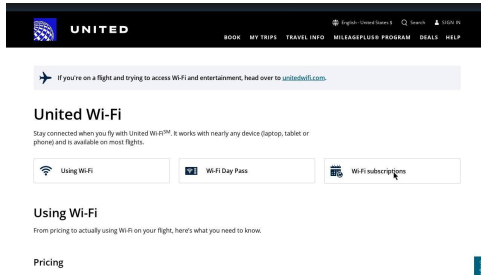 UNITED
English - United States $ Search SIGN IN
BOOK MY TRIPS TRAVEL INFO MILEAGEPLUS® PROGRAM DEALS HELP
If you're on a flight and trying to access Wi-Fi and entertainment, head over to unitedwifi.com.
United Wi-Fi
Stay connected when you fly with United Wi-Fi℠. It works with nearly any device (laptop, tablet or
phone) and is available on most flights.
Using Wi-Fi
Wi-Fi Day Pass
Wi-Fi subscriptions
Using Wi-Fi
From pricing to actually using Wi-Fi on your flight, here's what you need to know.
Pricing